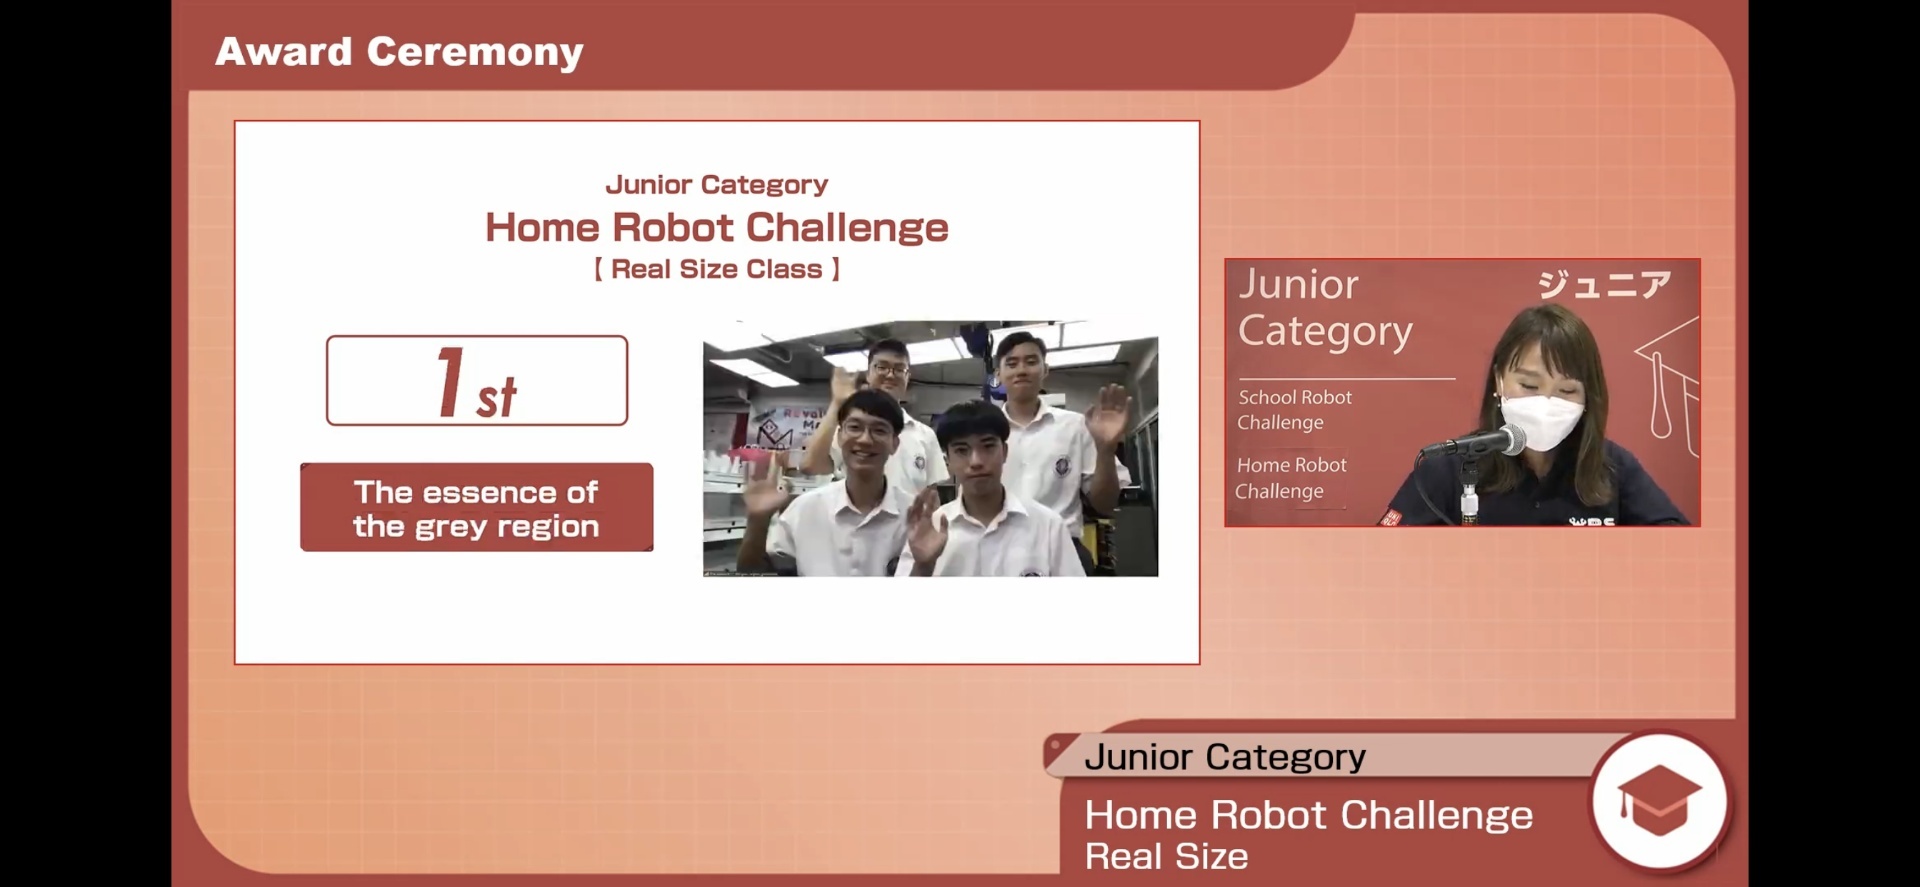 Award Ceremony
Junior Category
Home Robot Challenge
【 Real Size Class 】
1st
The essence of
the grey region
Junior
Category
ジュニア
School Robot
Challenge
Home Robot
Challenge
Junior Category
Home Robot Challenge
Real Size